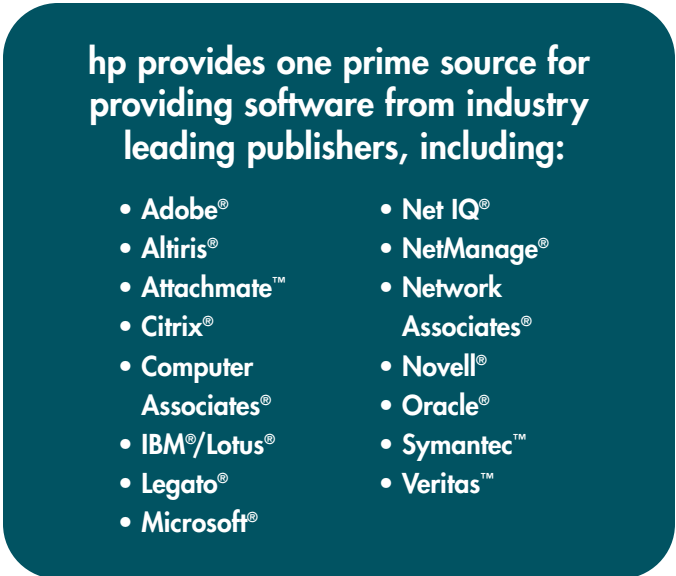 hp provides one prime source for
providing software from industry
leading publishers, including:
• Adobe®
• Altiris®
• Attachmate™
• Citrix®
• Computer
Associates®
• IBM®/Lotus®
• Legato®
• Microsoft®
• Net IQ®
• NetManage®
• Network
Associates®
• Novell®
• Oracle®
• Symantec™
• Veritas™